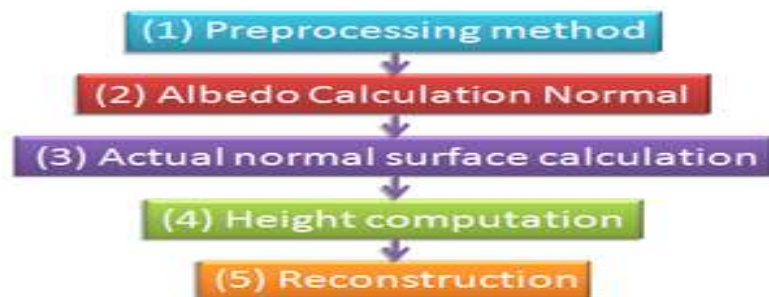 (1) Preprocessing method
(2) Albedo Calculation Normal
(3) Actual normal surface calculation
(4) Height computation
(5) Reconstruction